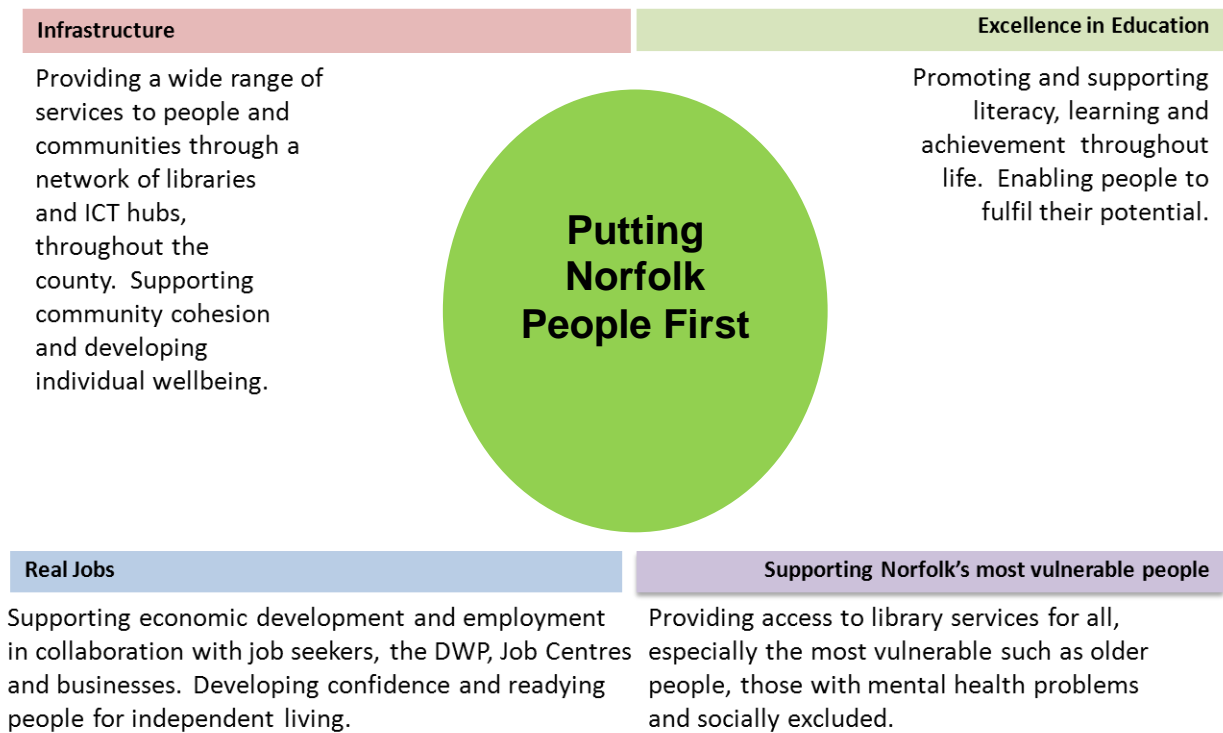 Infrastructure
Providing a wide range of
services to people and
communities through a
network of libraries
and ICT hubs,
throughout the
county.  Supporting
community cohesion
and developing
individual wellbeing.
Excellence in Education
Promoting and supporting
literacy, learning and
achievement  throughout
life.  Enabling people to
fulfil their potential.
Putting
Norfolk
People First
Real Jobs
Supporting economic development and employment
in collaboration with job seekers, the DWP, Job Centres
and businesses.  Developing confidence and readying
people for independent living.
Supporting Norfolk’s most vulnerable people
Providing access to library services for all,
especially the most vulnerable such as older
people, those with mental health problems
and socially excluded.